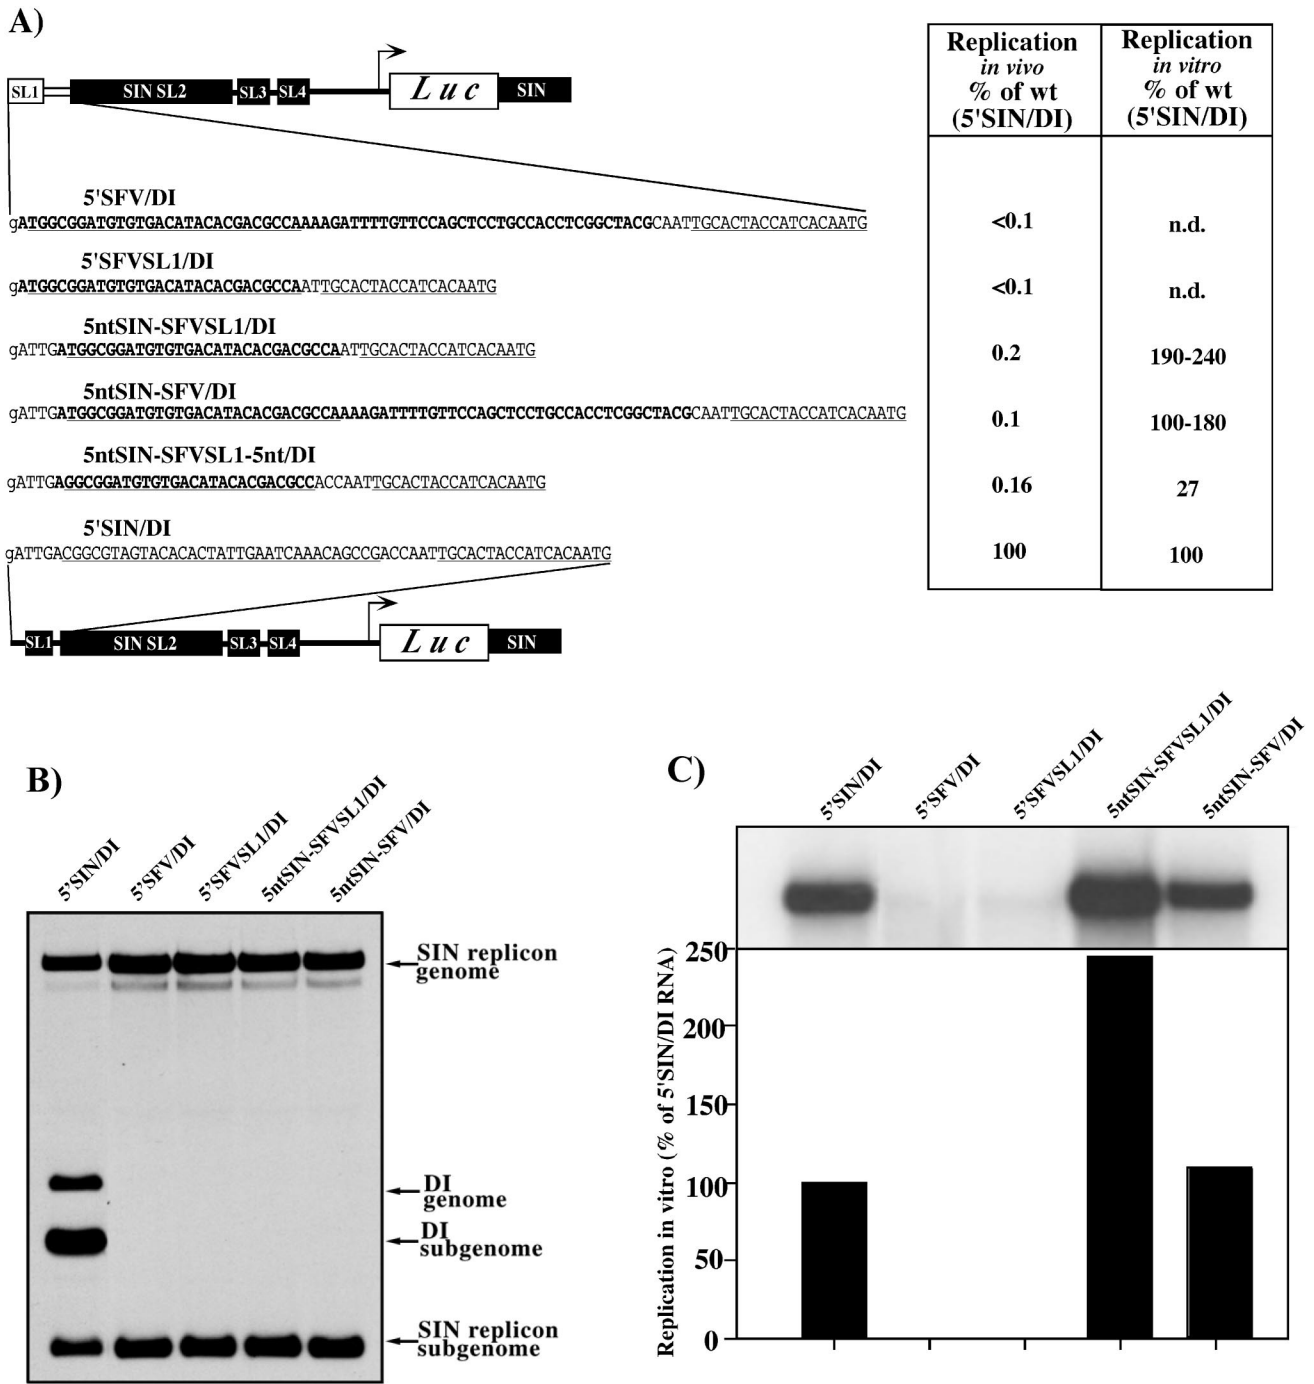 A)
SL1 SIN SL2 SL3 SL4 Luc SIN
5'SFV/DI
gATGGCGGATGTGTGACATACACGACGCCAAAAGATTTTGTTCCAGCTCCTGCCACCTCGGCTACGCAATTGCACTACCATCACAATG
5'SFVSL1/DI
gATGGCGGATGTGTGACATACACGACGCCAATTGCACTACCATCACAATG
5ntSIN-SFVSL1/DI
gATTGATGGCGGATGTGTGACATACACGACGCCAATTGCACTACCATCACAATG
5ntSIN-SFV/DI
gATTGATGGCGGATGTGTGACATACACGACGCCAAAAGATTTTGTTCCAGCTCCTGCCACCTCGGCTACGCAATTGCACTACCATCACAATG
5ntSIN-SFVSL1-5nt/DI
gATTGAGGCGGATGTGTGACATACACGACGCCACCAATTGCACTACCATCACAATG
5'SIN/DI
gATTGACGGCGTAGTACACACTATTGAATCAAACAGCCGACCAATTGCACTACCATCACAATG
SL1 SIN SL2 SL3 SL4 Luc SIN
Replication
in vivo
% of wt
(5'SIN/DI)
Replication
in vitro
% of wt
(5'SIN/DI)
<0.1 n.d.
<0.1 n.d.
0.2 190-240
0.1 100-180
0.16 27
100 100
B)
5'SIN/DI
5'SFV/DI
5'SFVSL1/DI
5ntSIN-SFVSL1/DI
5ntSIN-SFV/DI
SIN replicon
genome
DI
genome
DI
subgenome
SIN replicon
subgenome
C)
5'SIN/DI
5'SFV/DI
5'SFVSL1/DI
5ntSIN-SFVSL1/DI
5ntSIN-SFV/DI
Replication in vitro (% of 5'SIN/DI RNA)
250
200
150
100
50
0